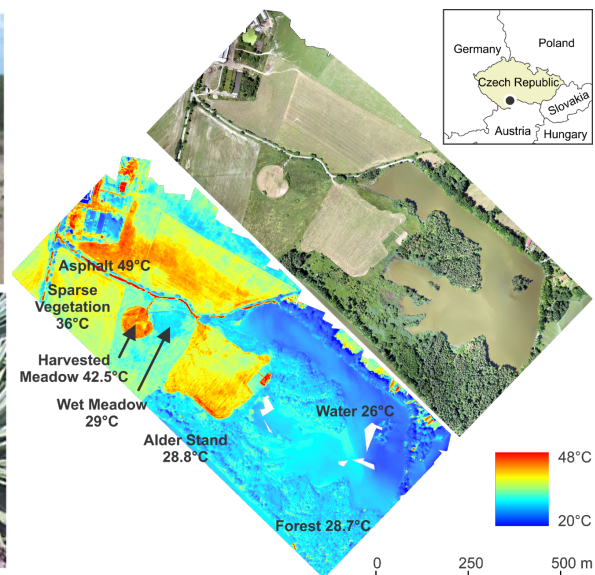 Germany
Poland
Czech Republic
Slovakia
Austria
Hungary
Asphalt 49°C
Sparse
Vegetation
36°C
Harvested
Meadow 42.5°C
Wet Meadow
29°C
Alder Stand
28.8°C
Water 26°C
Forest 28.7°C
48°C
20°C
0 250 500 m